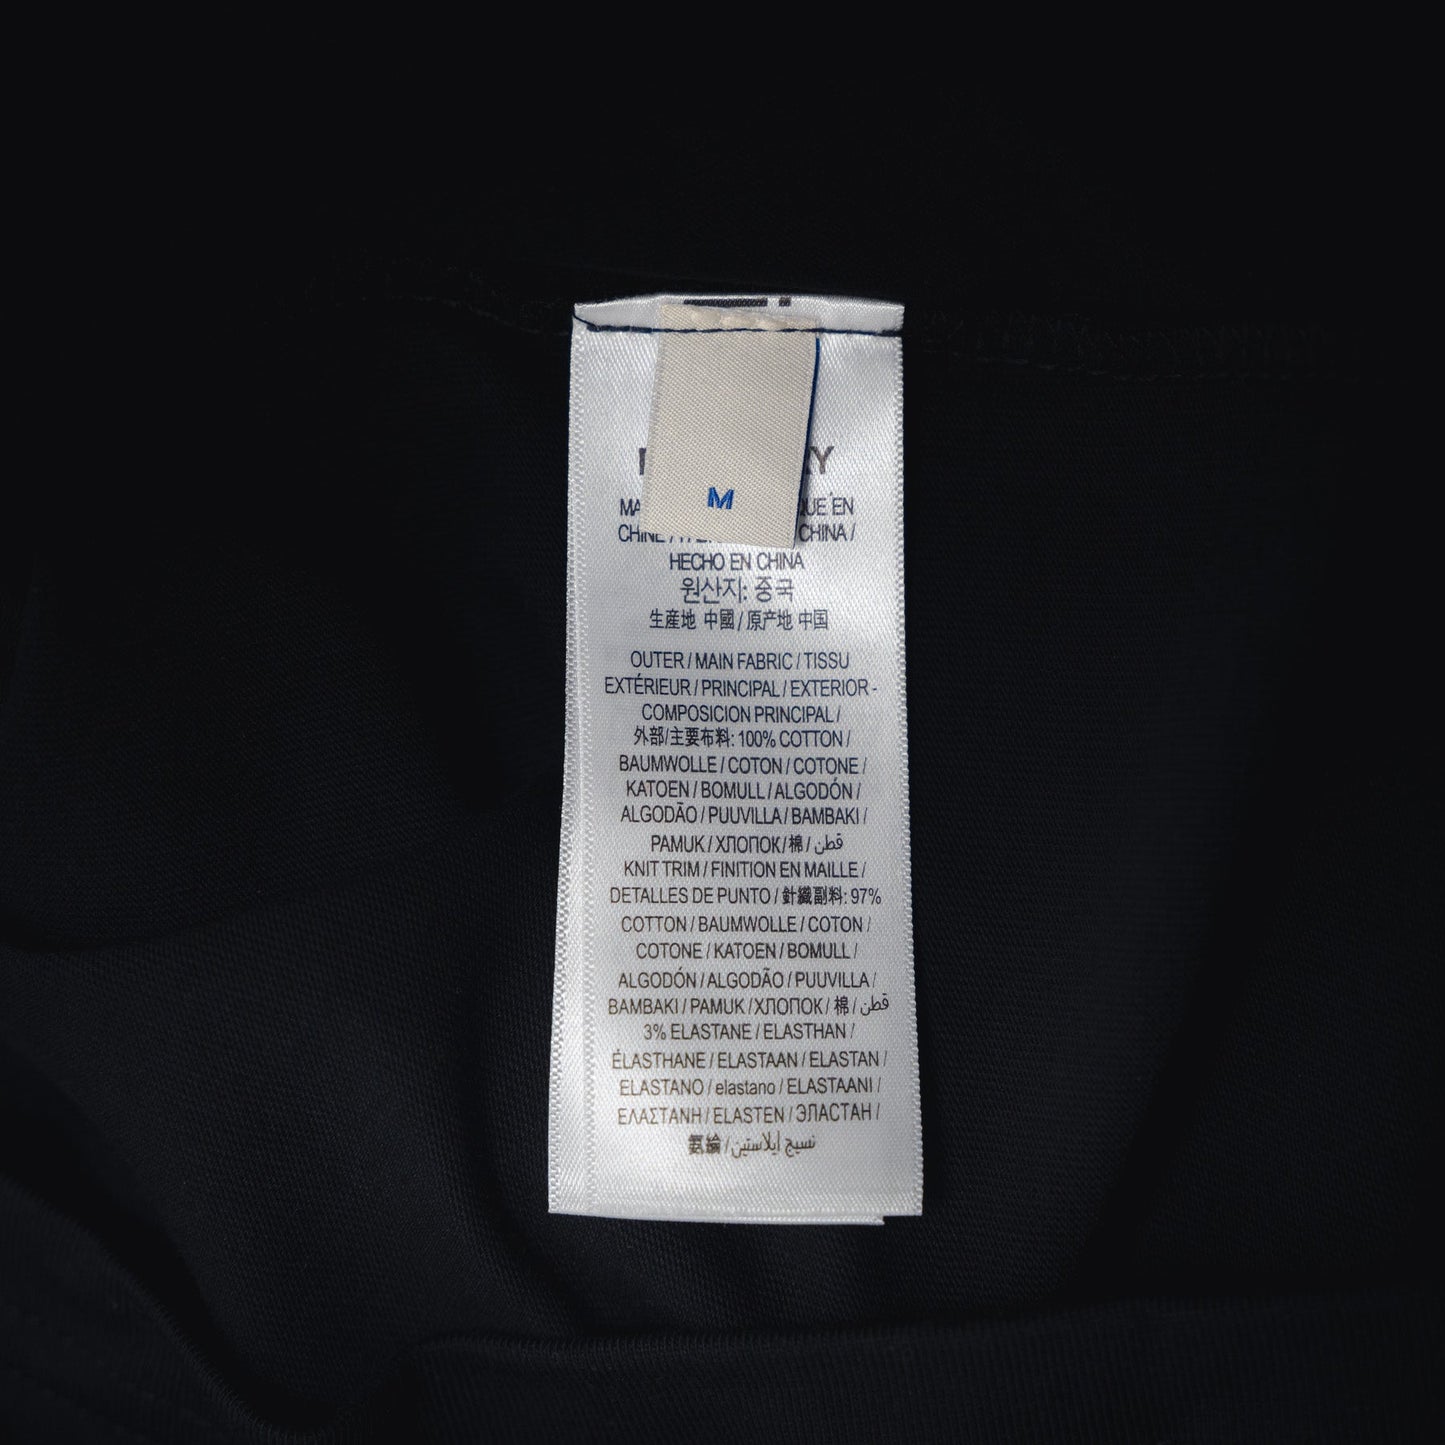 M
HECHO EN CHINA
원산지: 중국
生産地 中國 / 原产地 中国
OUTER / MAIN FABRIC / TISSU
EXTÉRIEUR / PRINCIPAL / EXTERIOR -
COMPOSICION PRINCIPAL /
外部/主要布料: 100% COTTON /
BAUMWOLLE / COTON / COTONE /
KATOEN / BOMULL / ALGODÓN /
ALGODÃO / PUUVILLA / BAMBAKI /
PAMUK / ХЛОПОК / 棉 / قطن
KNIT TRIM / FINITION EN MAILLE /
DETALLES DE PUNTO / 針織副料: 97%
COTTON / BAUMWOLLE / COTON /
COTONE / KATOEN / BOMULL /
ALGODÓN / ALGODÃO / PUUVILLA /
BAMBAKI / PAMUK / ХЛОПОК / 棉 / قطن
3% ELASTANE / ELASTHAN /
ÉLASTHANE / ELASTAAN / ELASTAN /
ELASTANO / elastano / ELASTAANI /
ΕΛΑΣΤΑΝΗ / ELASTEN / ЭЛАСТАН /
氨綸 / نسيج إيلاستين